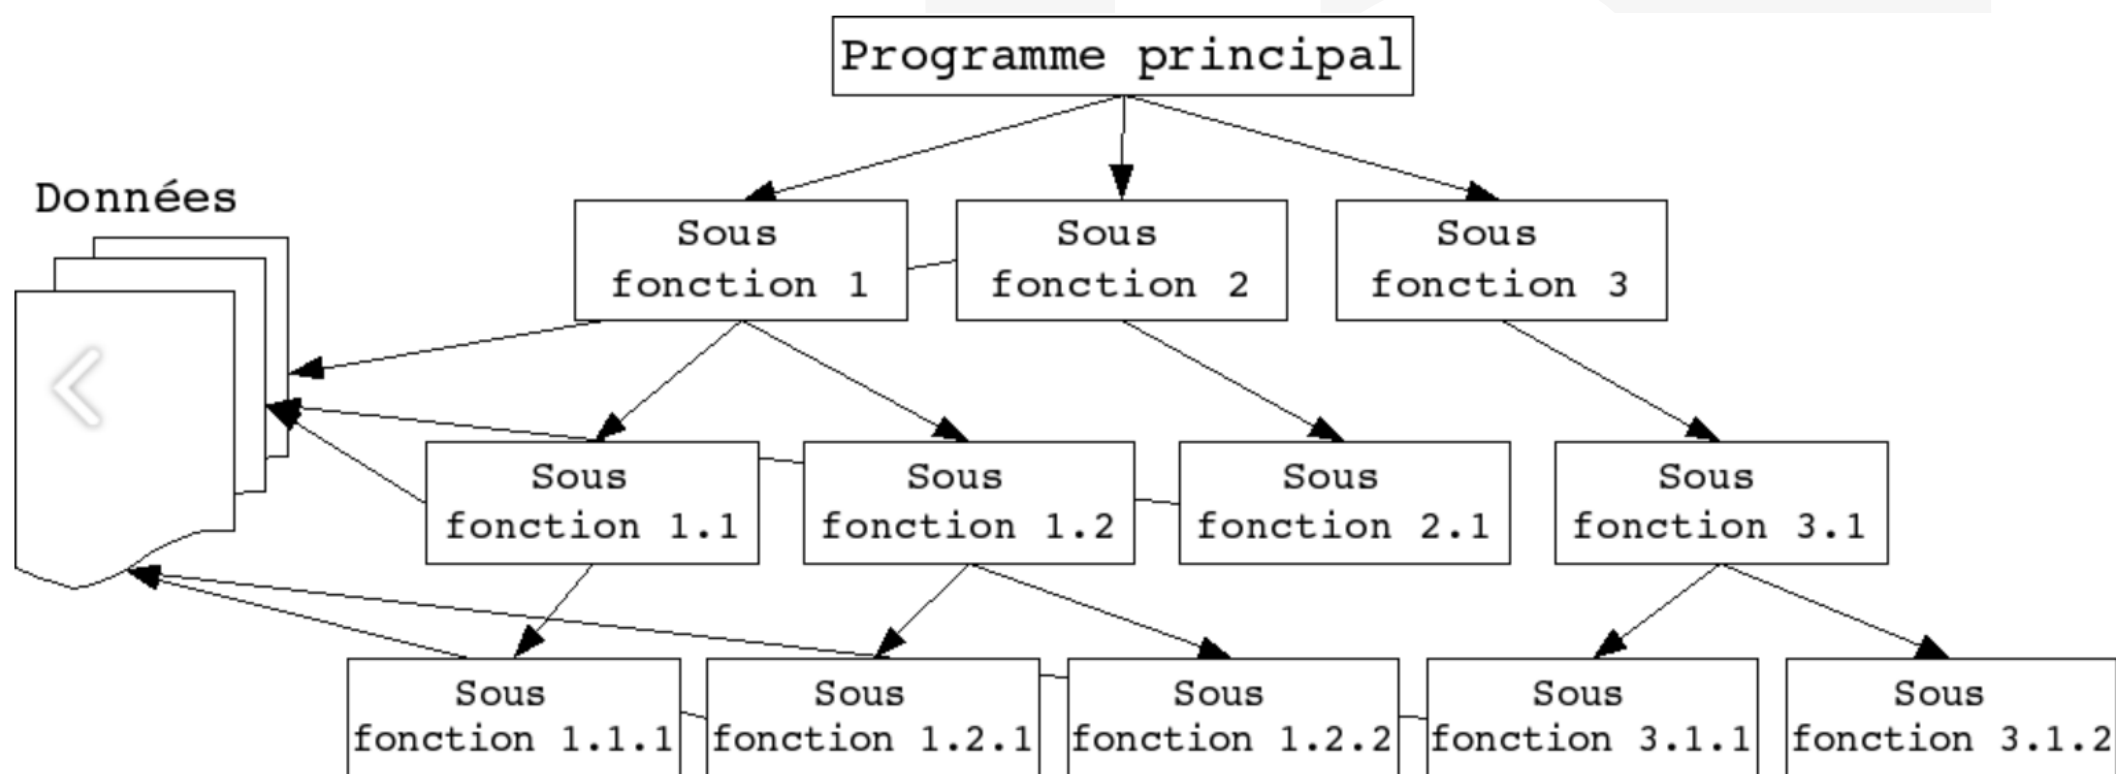 Programme principal
Données
Sous
fonction 1
Sous
fonction 2
Sous
fonction 3
Sous
fonction 1.1
Sous
fonction 1.2
Sous
fonction 2.1
Sous
fonction 3.1
Sous
fonction 1.1.1
Sous
fonction 1.2.1
Sous
fonction 1.2.2
Sous
fonction 3.1.1
Sous
fonction 3.1.2